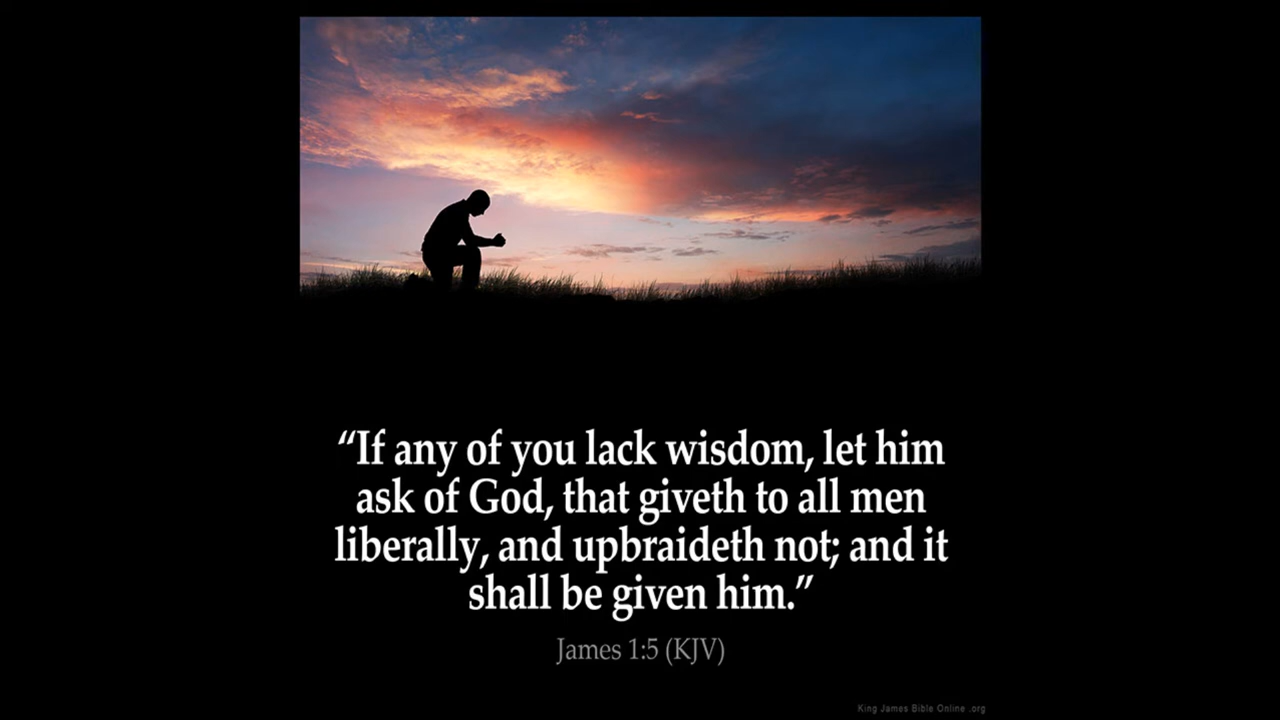 “If any of you lack wisdom, let him
ask of God, that giveth to all men
liberally, and upbraideth not; and it
shall be given him.”
James 1:5 (KJV)
King James Bible Online .org